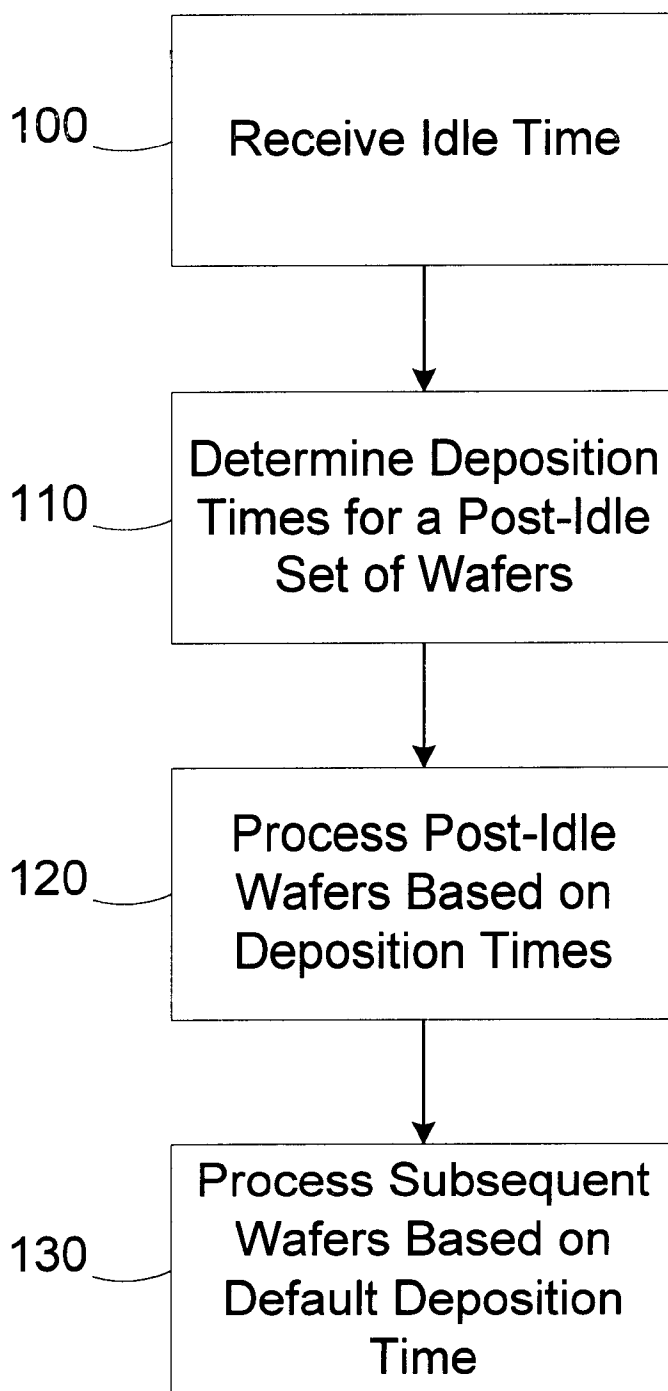 100
Receive Idle Time
110
Determine Deposition
Times for a Post-Idle
Set of Wafers
120
Process Post-Idle
Wafers Based on
Deposition Times
130
Process Subsequent
Wafers Based on
Default Deposition
Time